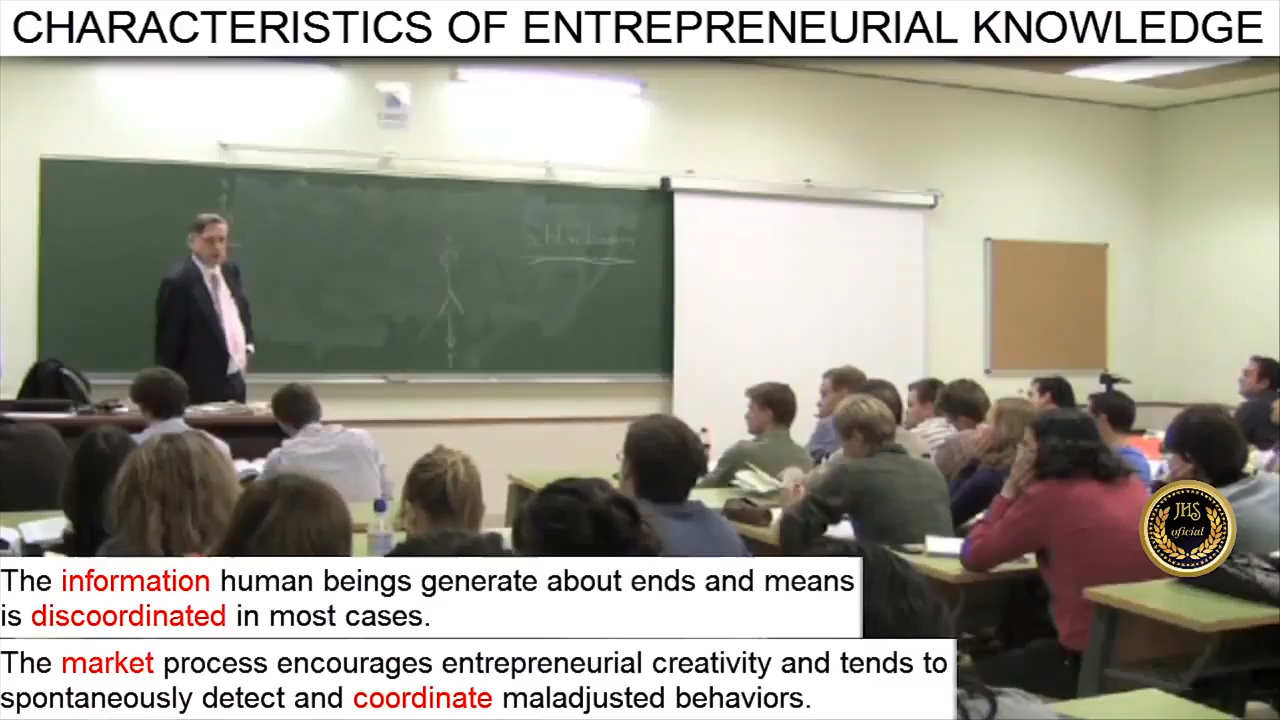 CHARACTERISTICS OF ENTREPRENEURIAL KNOWLEDGE
JHS
oficial
The information human beings generate about ends and means
is discoordinated in most cases.
The market process encourages entrepreneurial creativity and tends to
spontaneously detect and coordinate maladjusted behaviors.